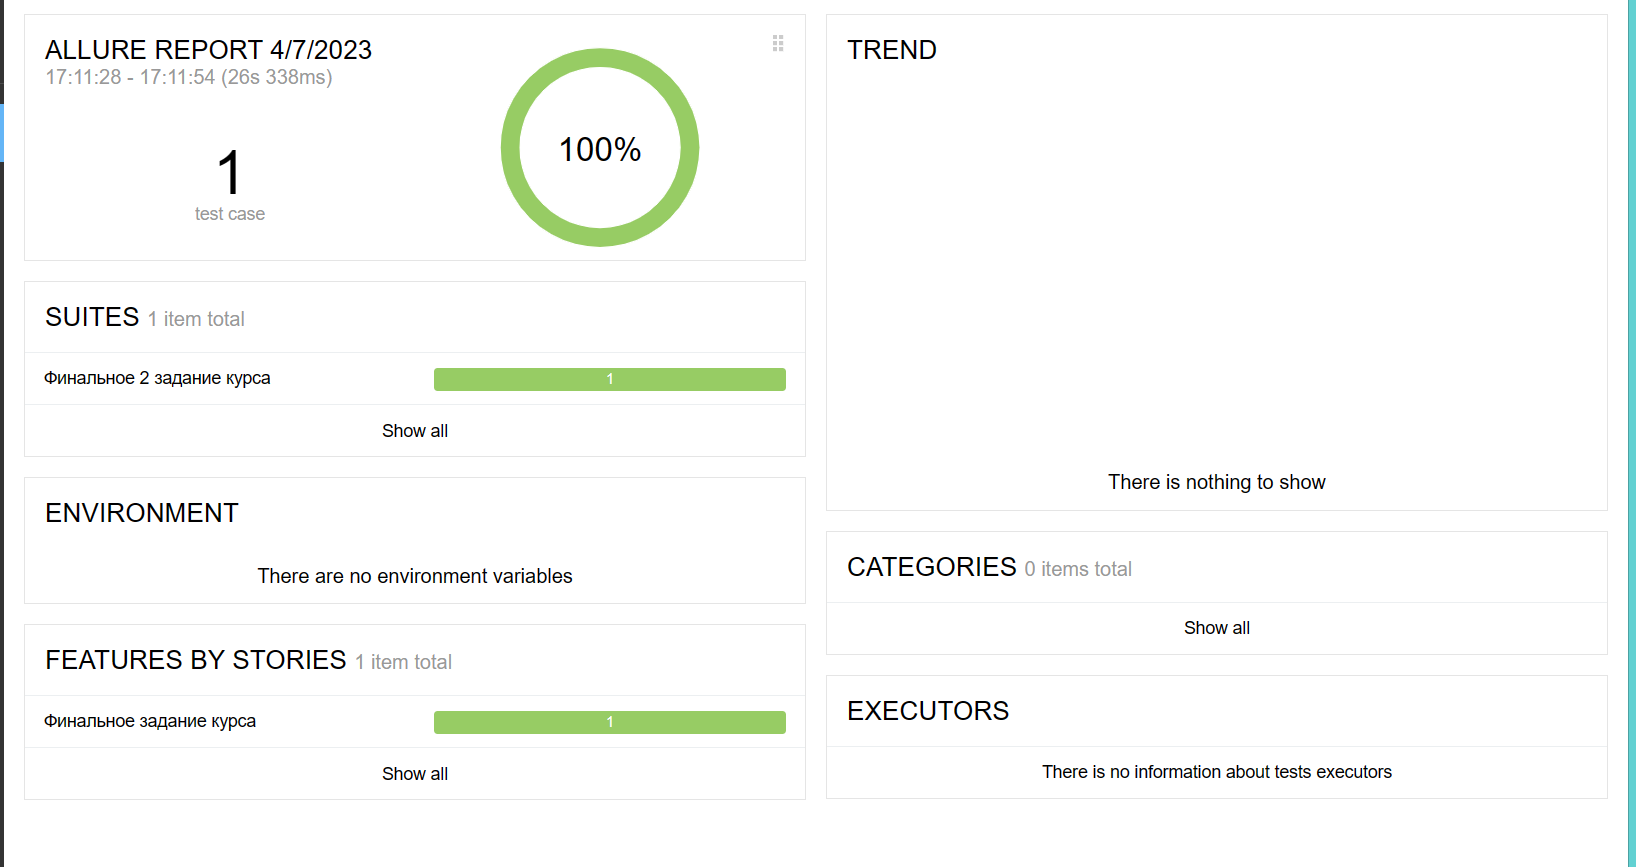 ALLURE REPORT 4/7/2023
17:11:28 - 17:11:54 (26s 338ms)
1
test case
100%
SUITES 1 item total
Финальное 2 задание курса 1
Show all
ENVIRONMENT
There are no environment variables
FEATURES BY STORIES 1 item total
Финальное задание курса 1
Show all
TREND
There is nothing to show
CATEGORIES 0 items total
Show all
EXECUTORS
There is no information about tests executors